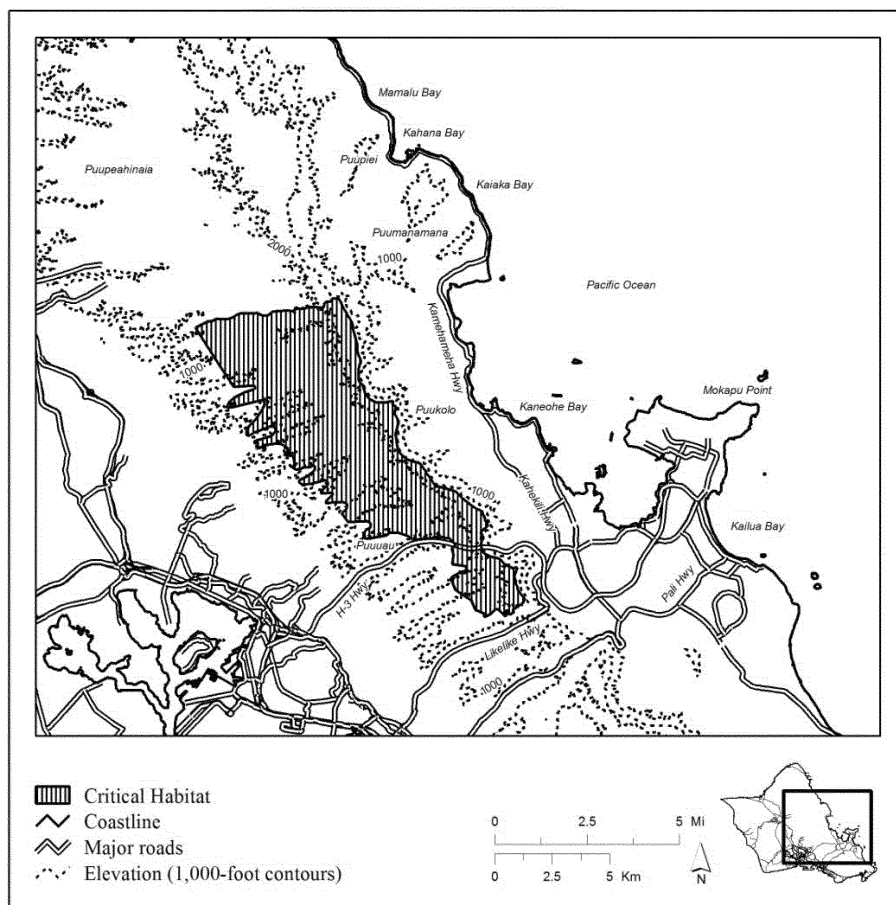 Mamalu Bay
Kahana Bay
Puupiei
Kaiaka Bay
Puupeahinaia
Puumanamana
2000
1000
Pacific Ocean
Kamehameha Hwy
1000
Mokapu Point
Puukolo
Kaneohe Bay
1000
1000
Kahekili Hwy
Kailua Bay
Puuuau
H-3 Hwy
Pali Hwy
Likelike Hwy
1000
Critical Habitat
Coastline
Major roads
Elevation (1,000-foot contours)
0 2.5 5 Mi
0 2.5 5 Km
N